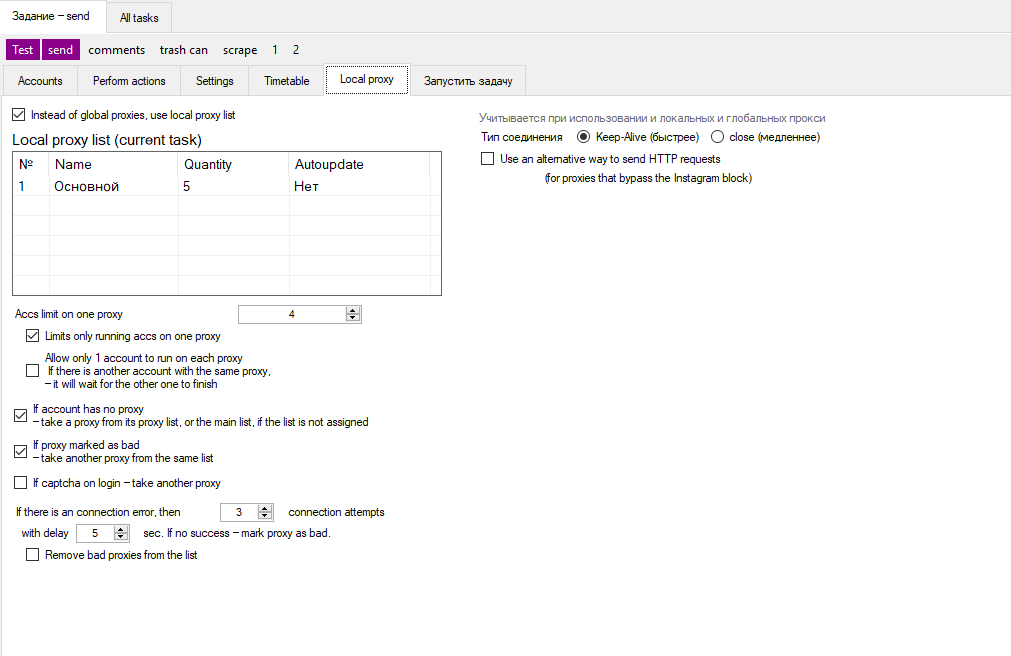 Задание – send
All tasks
Test send comments trash can scrape 1 2
Accounts Perform actions Settings Timetable Local proxy Запустить задачу
Instead of global proxies, use local proxy list
Local proxy list (current task)
№ Name Quantity Autoupdate
1 Основной 5 Нет
Accs limit on one proxy 4
Limits only running accs on one proxy
Allow only 1 account to run on each proxy
If there is another account with the same proxy,
– it will wait for the other one to finish
If account has no proxy
– take a proxy from its proxy list, or the main list, if the list is not assigned
If proxy marked as bad
– take another proxy from the same list
If captcha on login – take another proxy
If there is an connection error, then 3 connection attempts
with delay 5 sec. If no success – mark proxy as bad.
Remove bad proxies from the list
Учитывается при использовании и локальных и глобальных прокси
Тип соединения Keep-Alive (быстрее) close (медленнее)
Use an alternative way to send HTTP requests
(for proxies that bypass the Instagram block)